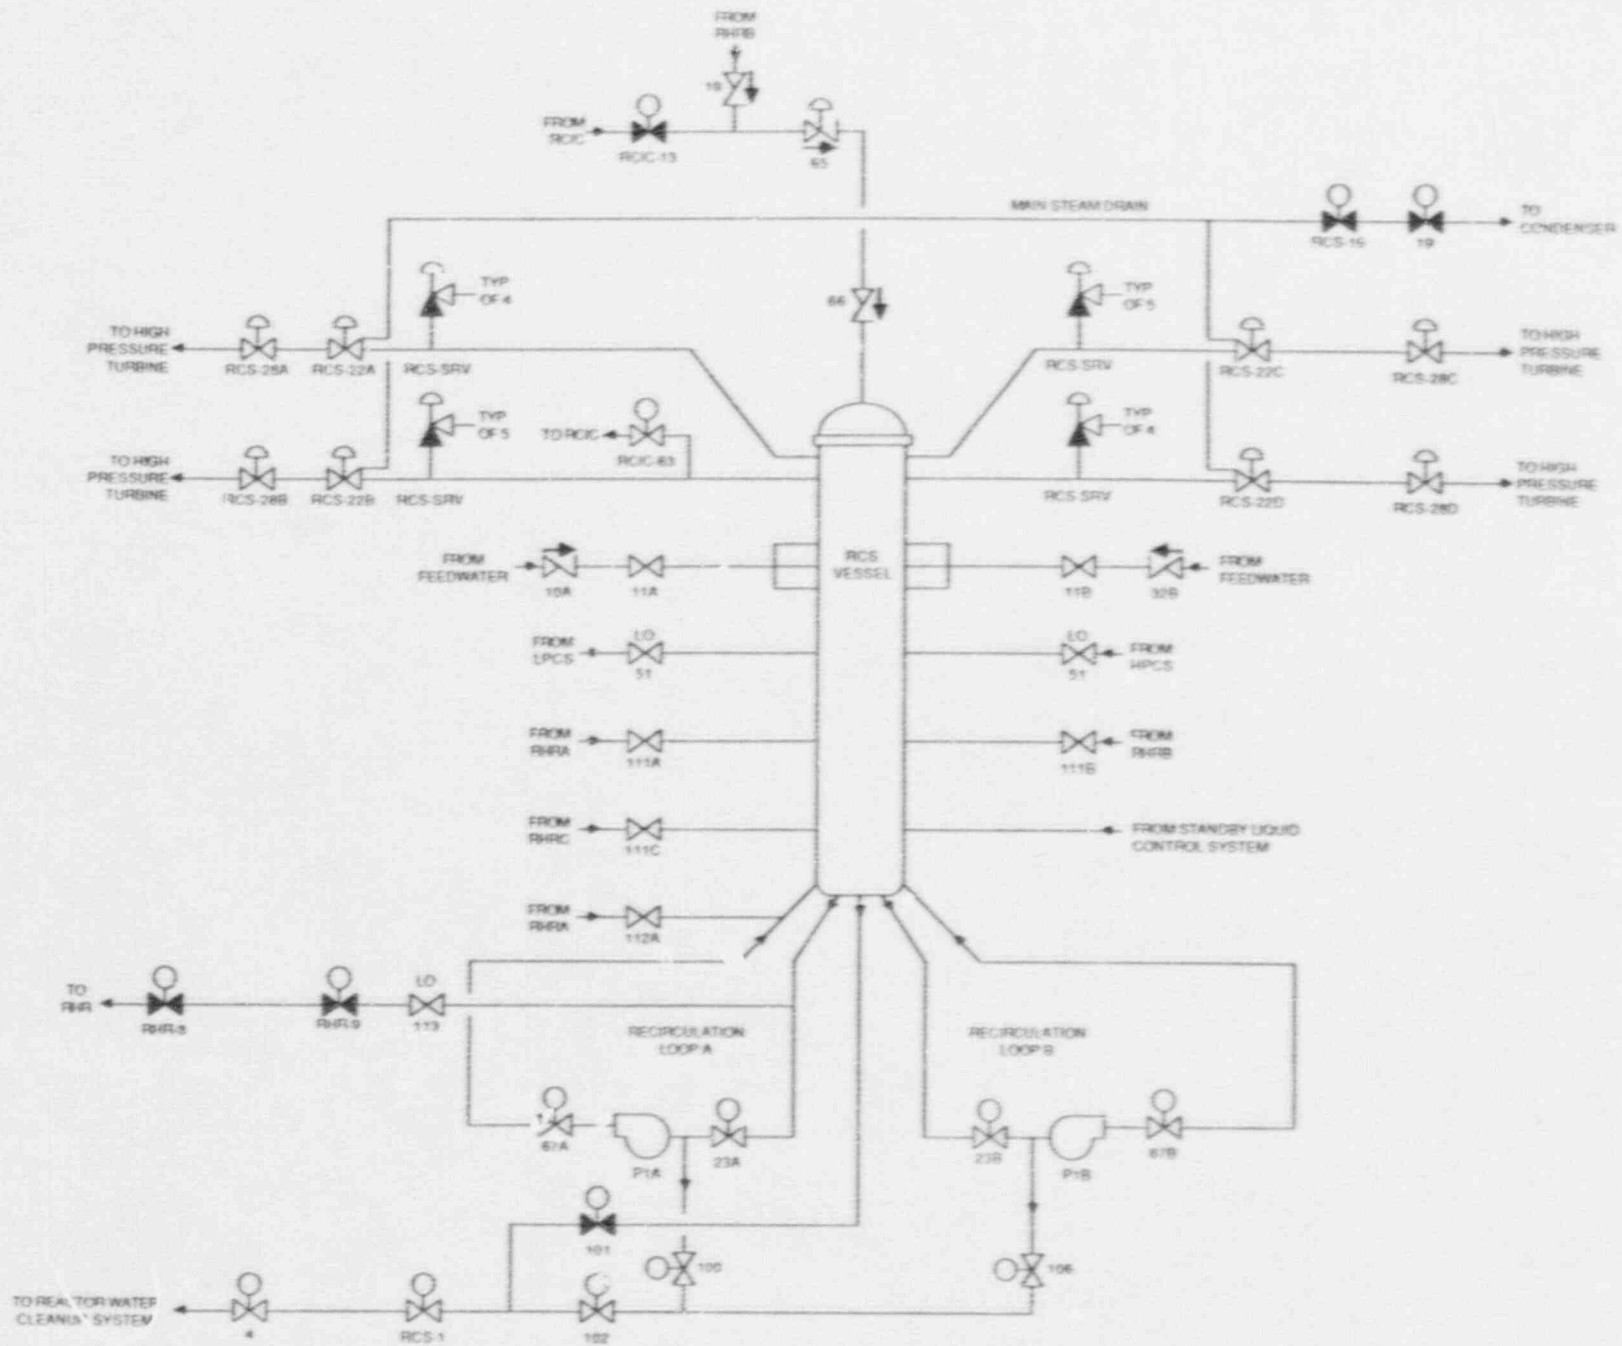 FROM
RHRB
19
FROM
RCIC
RCIC-13
65
MAIN STEAM DRAIN
RCS-16
19
TO
CONDENSER
66
TYP
OF 4
TYP
OF 5
TO HIGH
PRESSURE
TURBINE
RCS-28A
RCS-22A
RCS-SRV
RCS-SRV
RCS-22C
RCS-28C
TO HIGH
PRESSURE
TURBINE
TYP
OF 5
TO RCIC
RCIC-63
TYP
OF 4
TO HIGH
PRESSURE
TURBINE
RCS-28B
RCS-22B
RCS-SRV
RCS-SRV
RCS-22D
RCS-28D
TO HIGH
PRESSURE
TURBINE
FROM
FEEDWATER
10A
11A
RCS
VESSEL
11B
32B
FROM
FEEDWATER
FROM
LPCS
LO
51
LO
51
FROM
HPCS
FROM
RHRA
111A
111B
FROM
RHRB
FROM
RHRC
111C
FROM STANDBY LIQUID
CONTROL SYSTEM
FROM
RHRA
112A
TO
RHR
RHR-8
RHR-9
LO
113
RECIRCULATION
LOOP A
RECIRCULATION
LOOP B
67A
P1A
23A
23B
P1B
67B
101
100
106
TO REACTOR WATER
CLEANUP SYSTEM
4
RCS-1
102